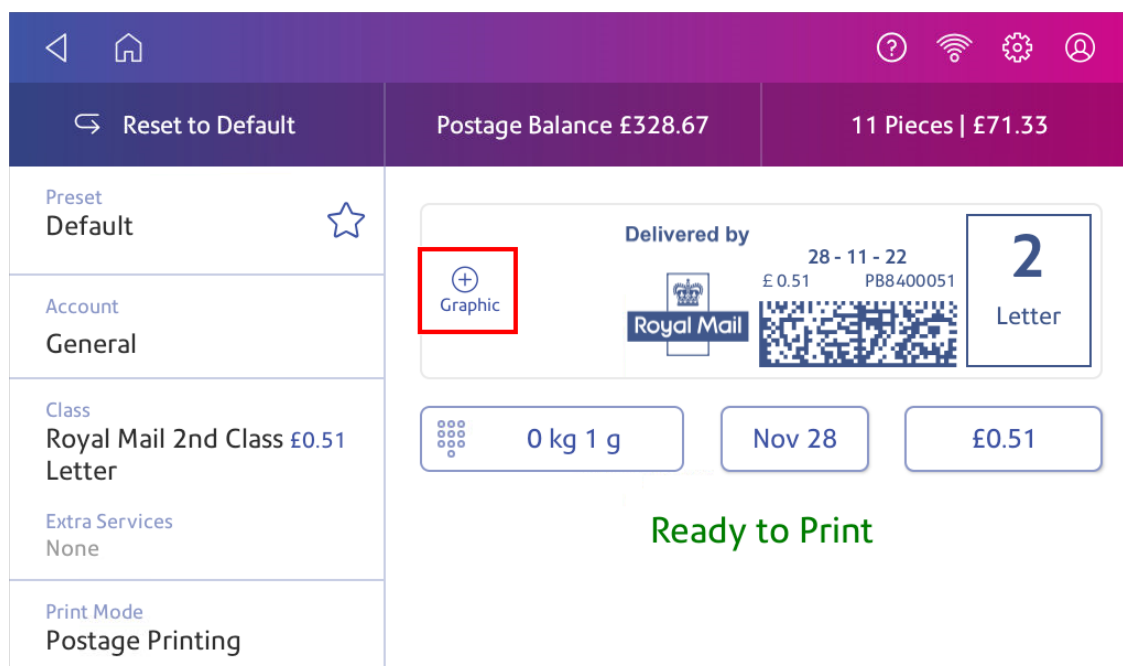 Reset to Default
Postage Balance £328.67
11 Pieces | £71.33
Preset
Default
Account
General
Class
Royal Mail 2nd Class £0.51
Letter
Extra Services
None
Print Mode
Postage Printing
Graphic
Delivered by
Royal Mail
28 - 11 - 22
£ 0.51 PB8400051
2
Letter
0 kg 1 g
Nov 28
£0.51
Ready to Print